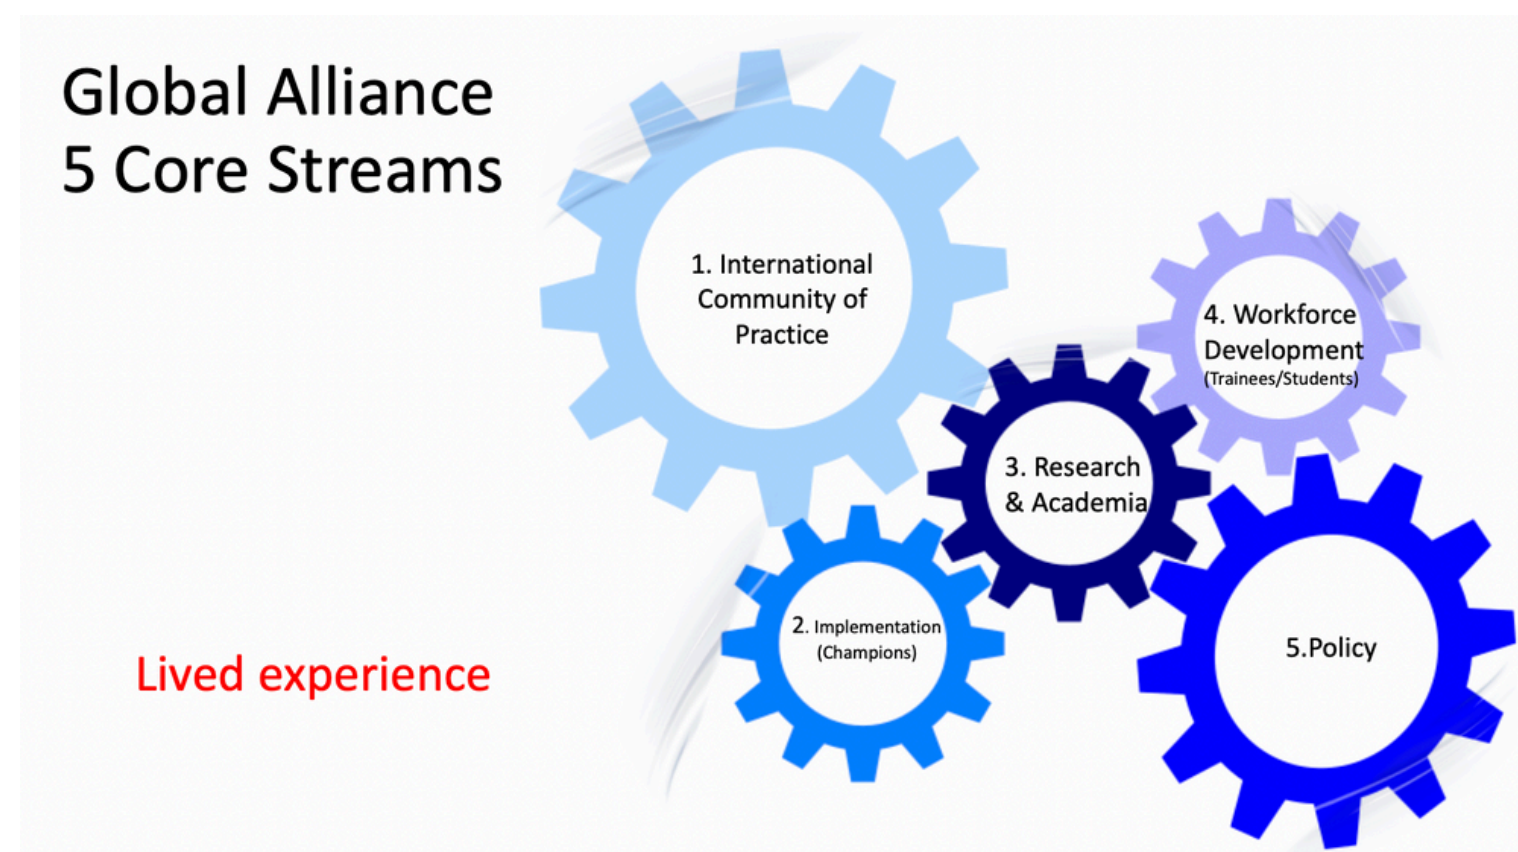 Global Alliance
5 Core Streams
1. International
Community of
Practice
4. Workforce
Development
(Trainees/Students)
3. Research
& Academia
2. Implementation
(Champions)
5.Policy
Lived experience